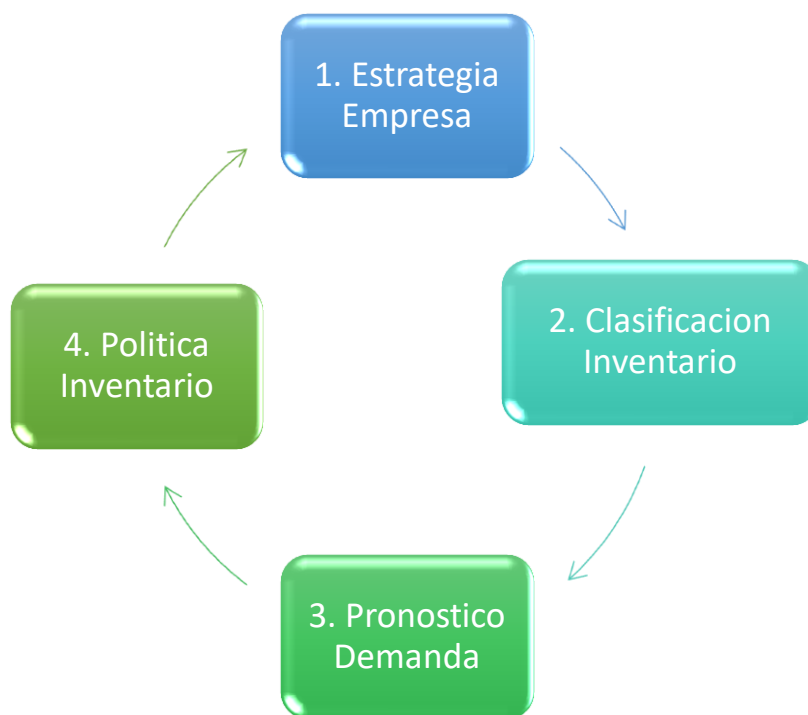 1. Estrategia
Empresa
2. Clasificacion
Inventario
3. Pronostico
Demanda
4. Politica
Inventario